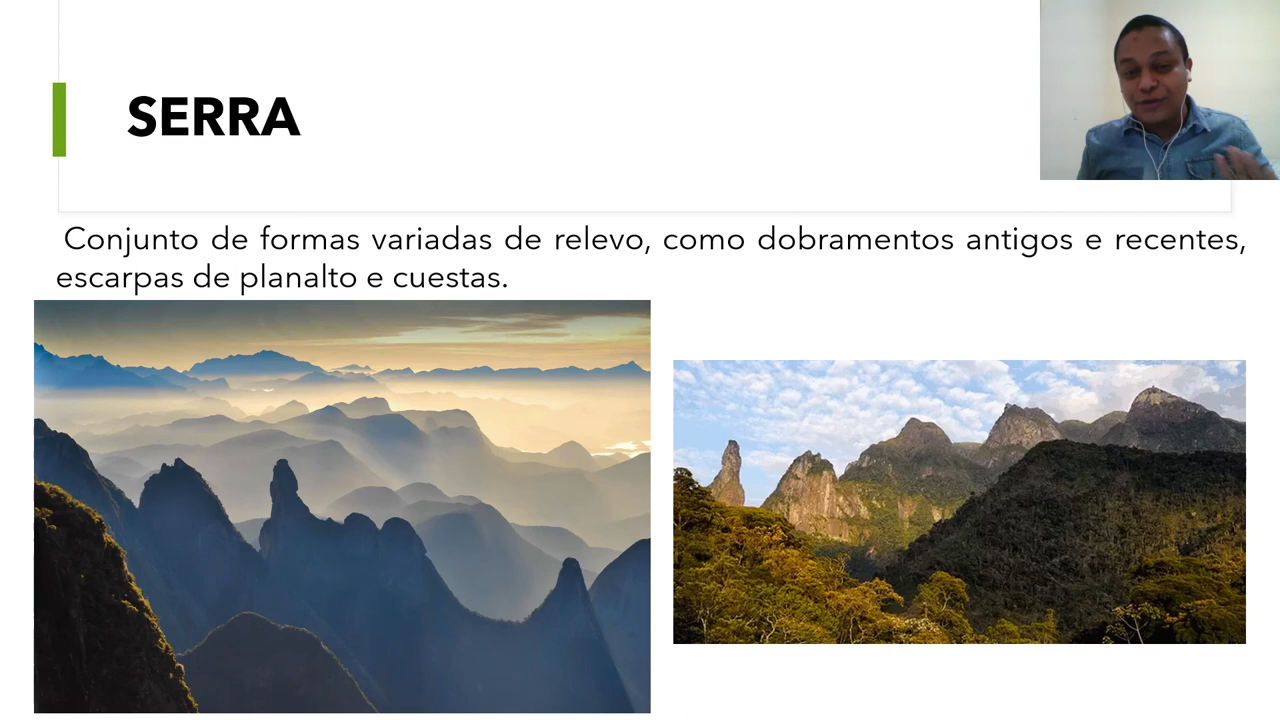 SERRA
Conjunto de formas variadas de relevo, como dobramentos antigos e recentes,
escarpas de planalto e cuestas.